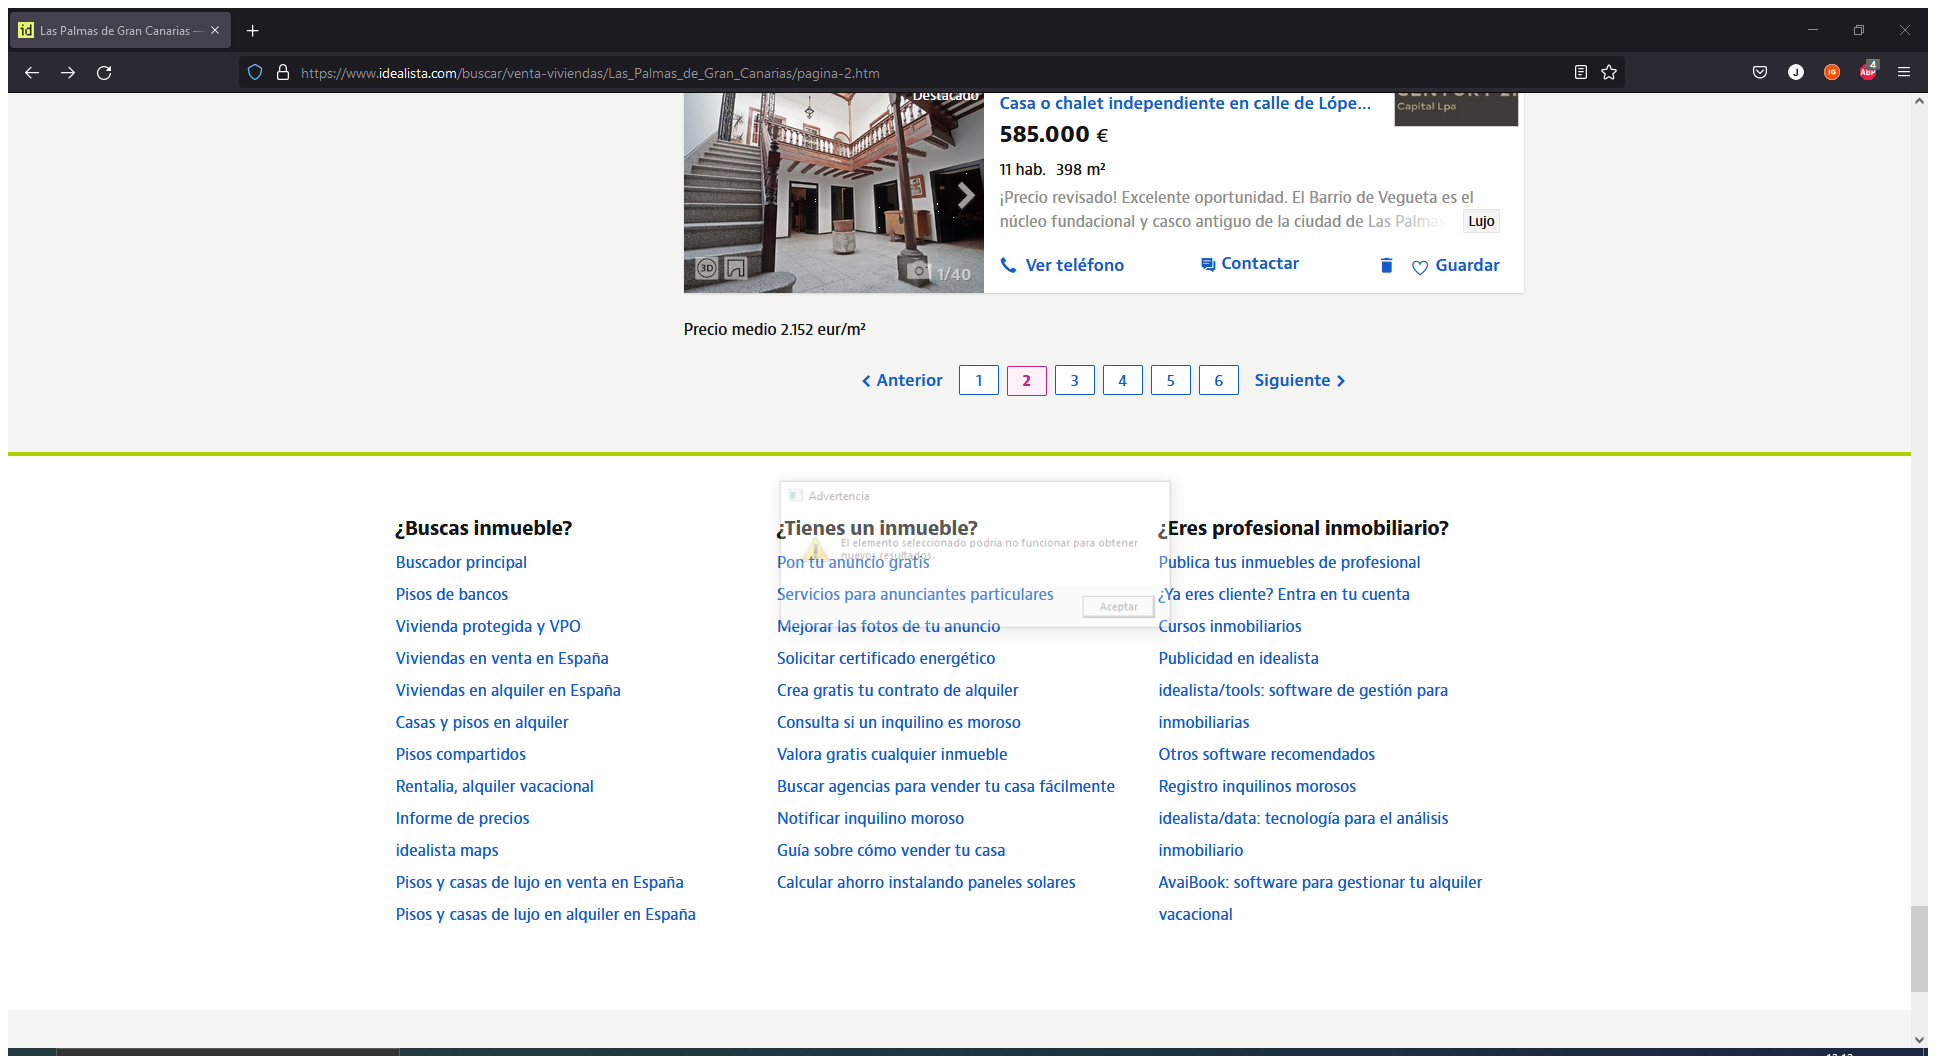 Las Palmas de Gran Canarias —
https://www.idealista.com/buscar/venta-viviendas/Las_Palmas_de_Gran_Canarias/pagina-2.htm
J
IG
ABP
4
Destacado
3D
1/40
Casa o chalet independiente en calle de Lópe...
Capital Lpa
585.000 €
11 hab. 398 m²
¡Precio revisado! Excelente oportunidad. El Barrio de Vegueta es el
núcleo fundacional y casco antiguo de la ciudad de Las Palmas
Lujo
Ver teléfono
Contactar
Guardar
Precio medio 2.152 eur/m²
Anterior 1 2 3 4 5 6 Siguiente
Advertencia
El elemento seleccionado podría no funcionar para obtener
nuevos resultados.
Aceptar
¿Buscas inmueble?
Buscador principal
Pisos de bancos
Vivienda protegida y VPO
Viviendas en venta en España
Viviendas en alquiler en España
Casas y pisos en alquiler
Pisos compartidos
Rentalia, alquiler vacacional
Informe de precios
idealista maps
Pisos y casas de lujo en venta en España
Pisos y casas de lujo en alquiler en España
¿Tienes un inmueble?
Pon tu anuncio gratis
Servicios para anunciantes particulares
Mejorar las fotos de tu anuncio
Solicitar certificado energético
Crea gratis tu contrato de alquiler
Consulta si un inquilino es moroso
Valora gratis cualquier inmueble
Buscar agencias para vender tu casa fácilmente
Notificar inquilino moroso
Guía sobre cómo vender tu casa
Calcular ahorro instalando paneles solares
¿Eres profesional inmobiliario?
Publica tus inmuebles de profesional
¿Ya eres cliente? Entra en tu cuenta
Cursos inmobiliarios
Publicidad en idealista
idealista/tools: software de gestión para
inmobiliarias
Otros software recomendados
Registro inquilinos morosos
idealista/data: tecnología para el análisis
inmobiliario
AvaiBook: software para gestionar tu alquiler
vacacional